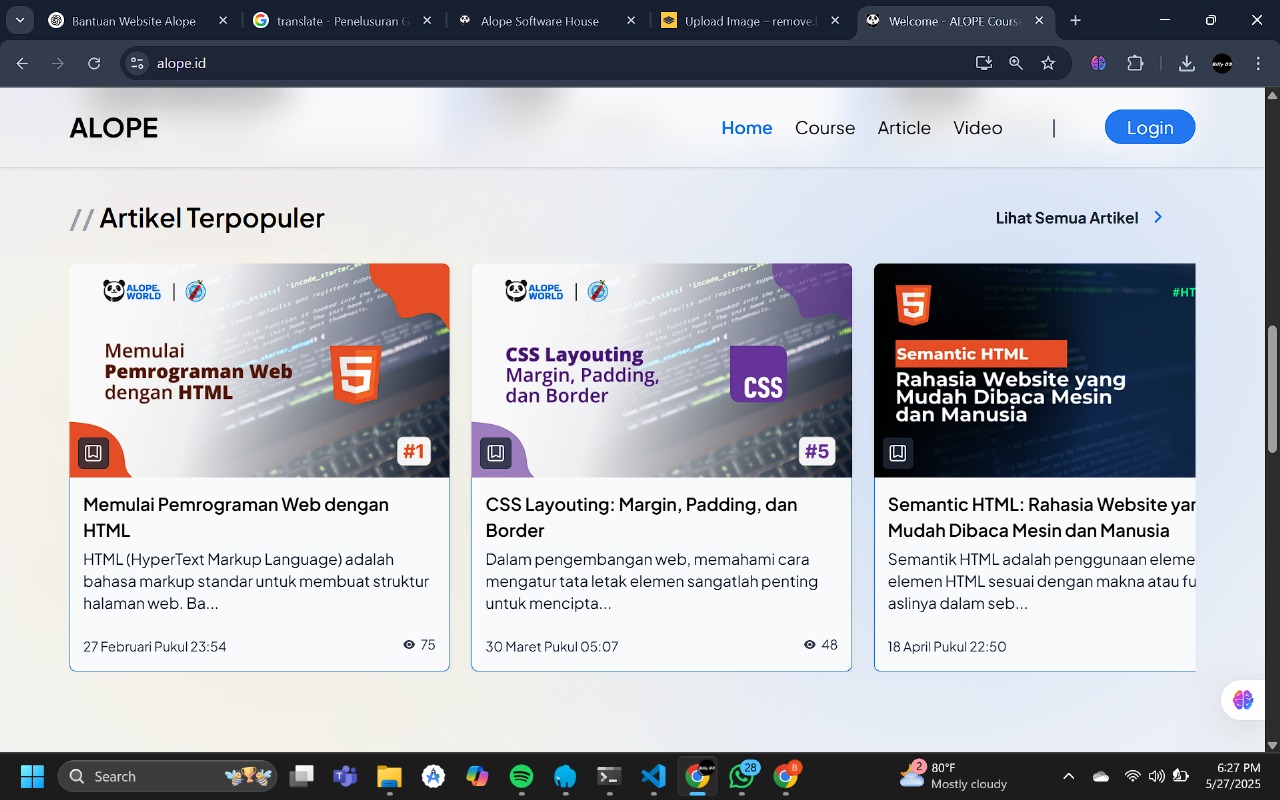 Bantuan Website Alope
translate - Penelusuran G
Alope Software House
Upload Image – remove.b
Welcome - ALOPE Course
alope.id
ALOPE
Home
Course
Article
Video
|
Login
// Artikel Terpopuler
Lihat Semua Artikel
ALOPE.
WORLD
Memulai
Pemrograman Web
dengan HTML
#1
Memulai Pemrograman Web dengan
HTML
HTML (HyperText Markup Language) adalah
bahasa markup standar untuk membuat struktur
halaman web. Ba...
27 Februari Pukul 23:54
75
ALOPE.
WORLD
CSS Layouting
Margin, Padding,
dan Border
CSS
#5
CSS Layouting: Margin, Padding, dan
Border
Dalam pengembangan web, memahami cara
mengatur tata letak elemen sangatlah penting
untuk mencipta...
30 Maret Pukul 05:07
48
#HT
Semantic HTML
Rahasia Website yang
Mudah Dibaca Mesin
dan Manusia
Semantic HTML: Rahasia Website yan
Mudah Dibaca Mesin dan Manusia
Semantik HTML adalah penggunaan eleme
elemen HTML sesuai dengan makna atau fu
aslinya dalam seb...
18 April Pukul 22:50
Search
28
2
80°F
Mostly cloudy
6:27 PM
5/27/2025